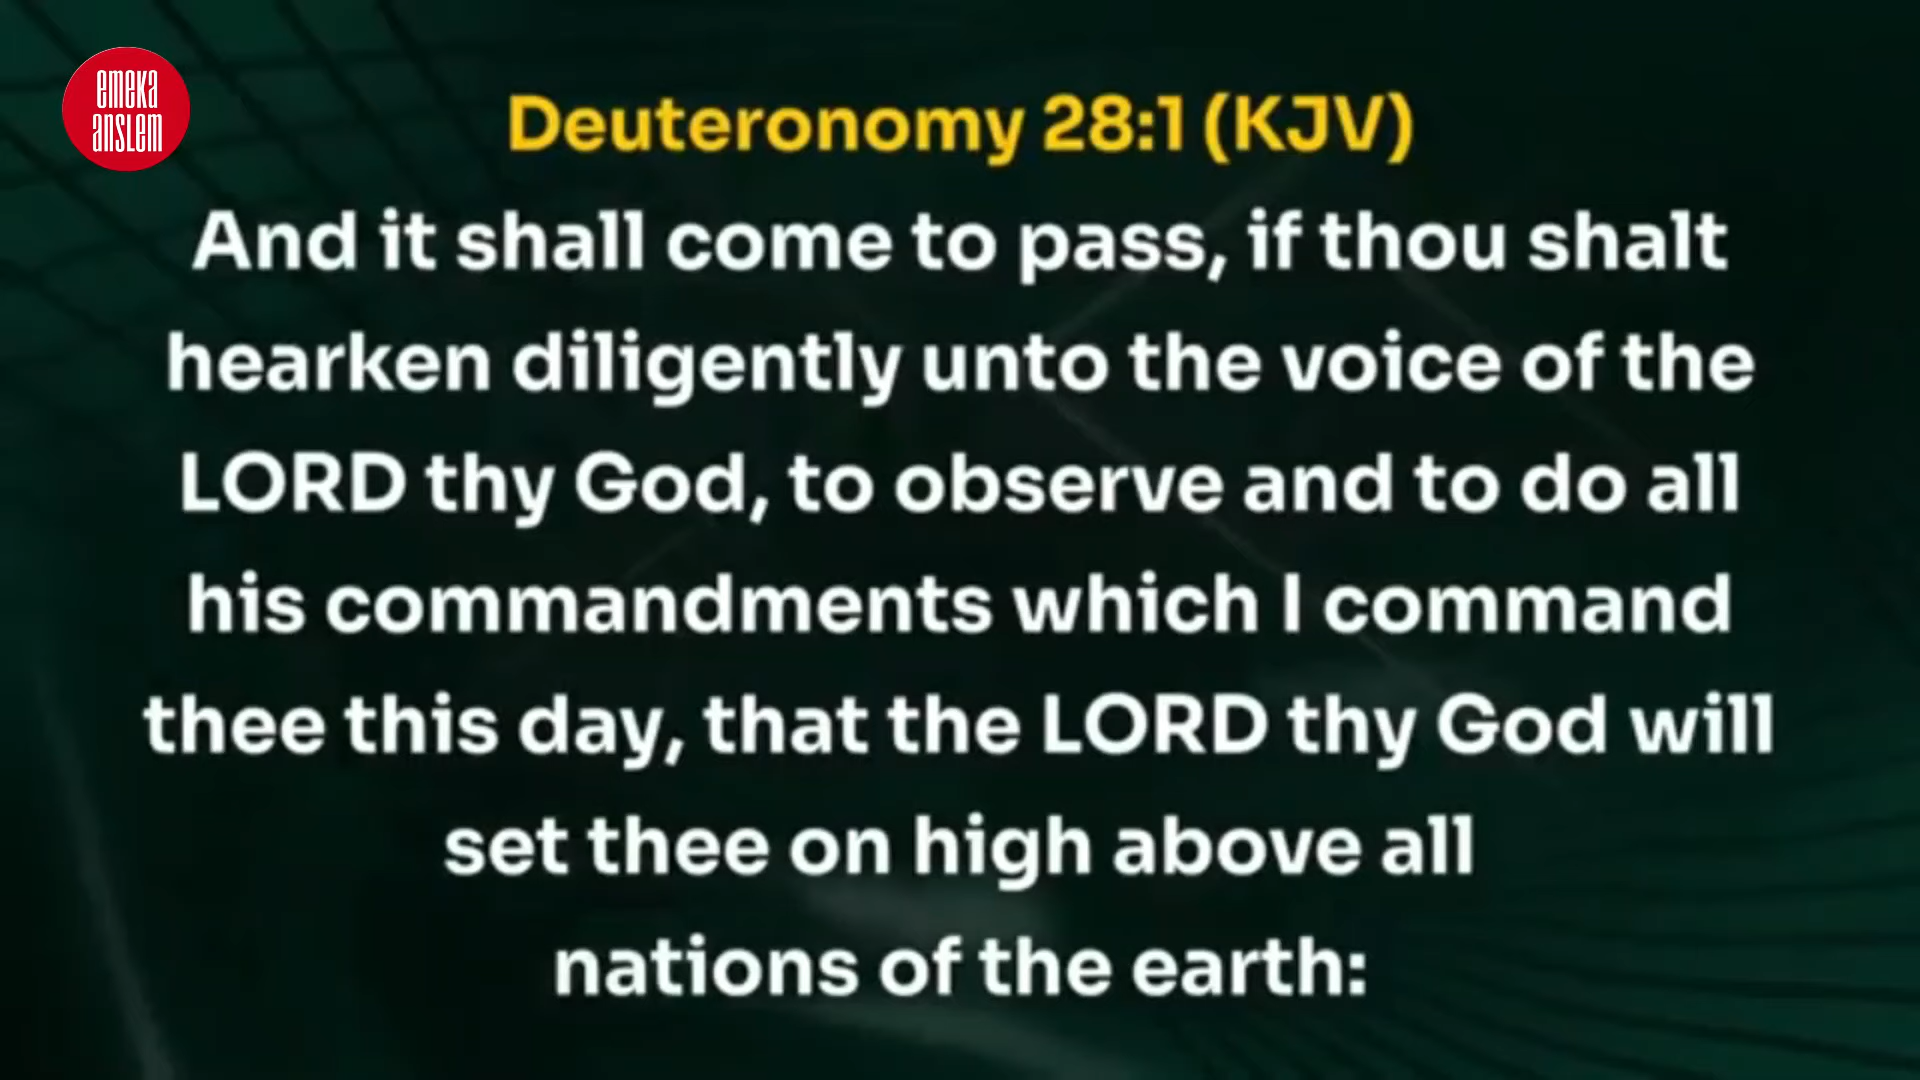 emeka
anslem
Deuteronomy 28:1 (KJV)
And it shall come to pass, if thou shalt
hearken diligently unto the voice of the
LORD thy God, to observe and to do all
his commandments which I command
thee this day, that the LORD thy God will
set thee on high above all
nations of the earth: